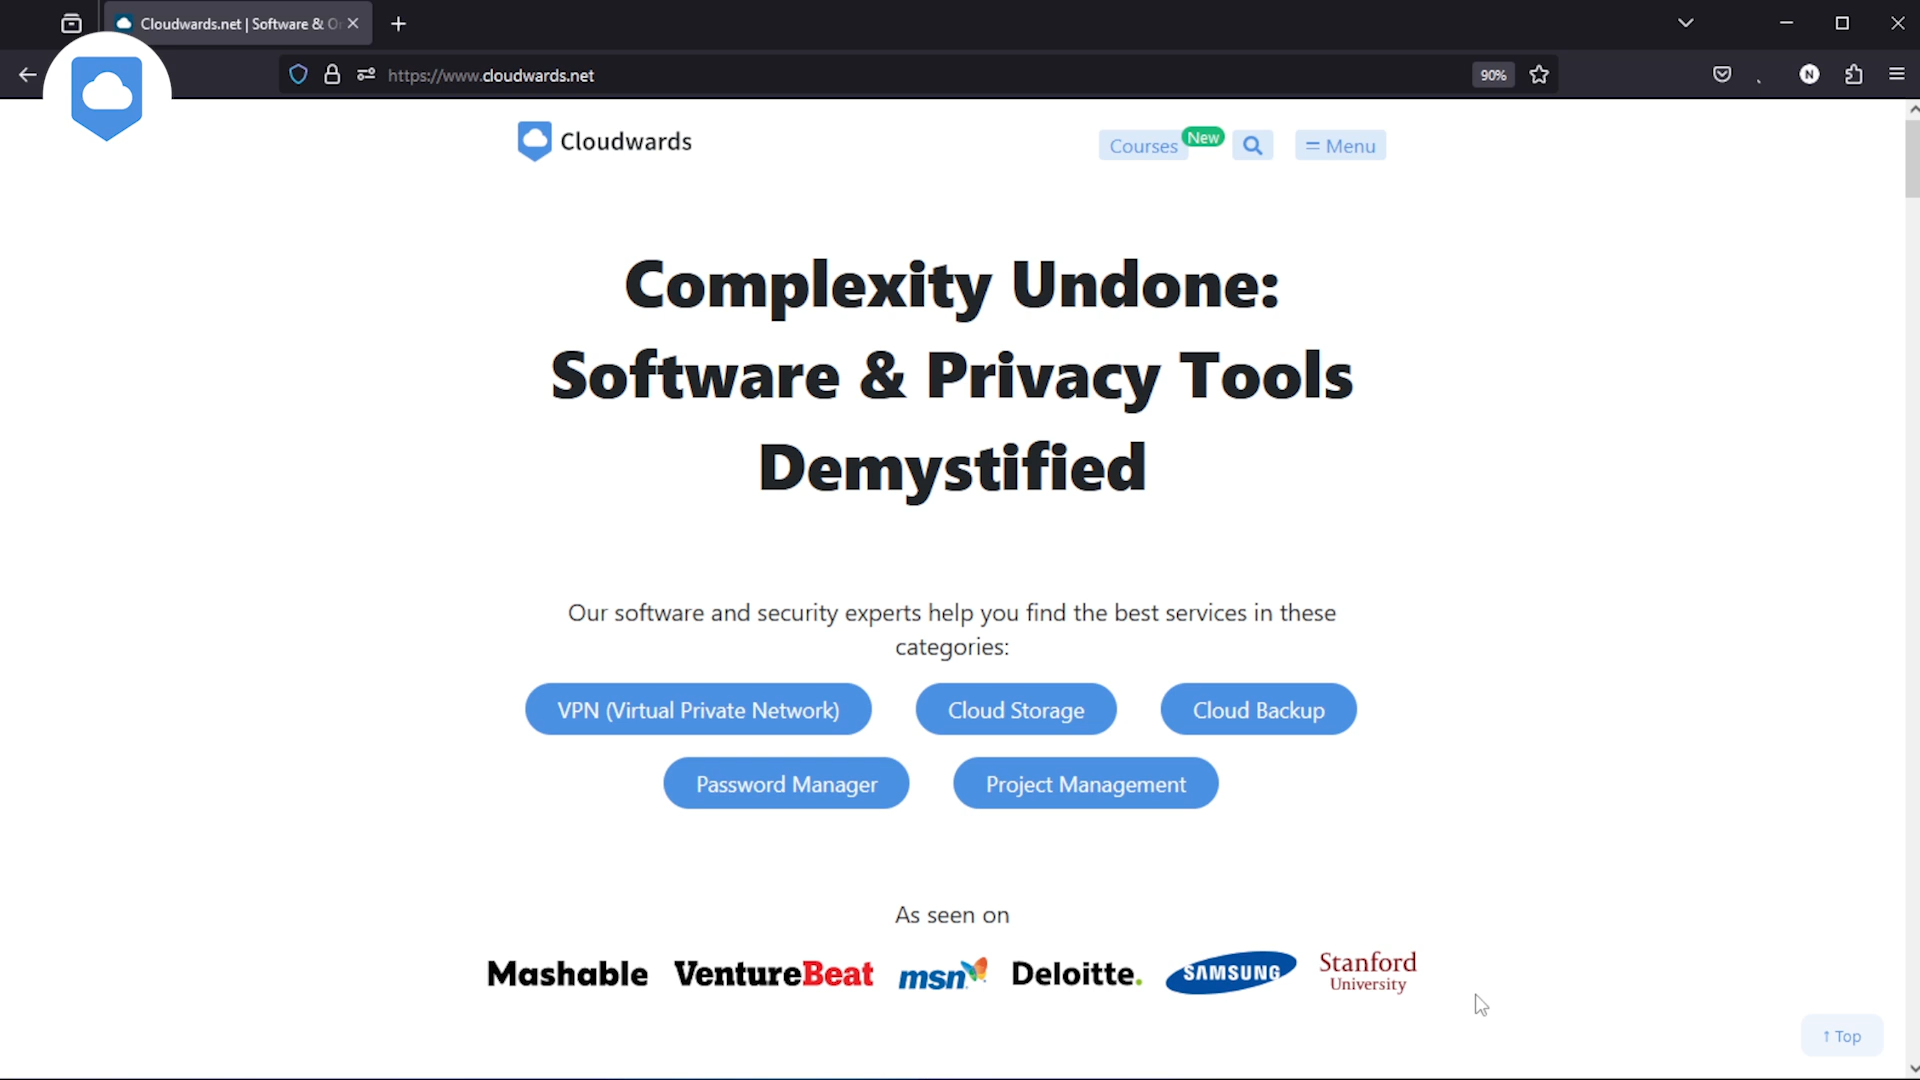 Cloudwards.net | Software & O
https://www.cloudwards.net
90%
N
Cloudwards
Courses
New
Menu
Complexity Undone:
Software & Privacy Tools
Demystified
Our software and security experts help you find the best services in these
categories:
VPN (Virtual Private Network)
Cloud Storage
Cloud Backup
Password Manager
Project Management
As seen on
Mashable
VentureBeat
msn
Deloitte.
SAMSUNG
Stanford
University
↑ Top